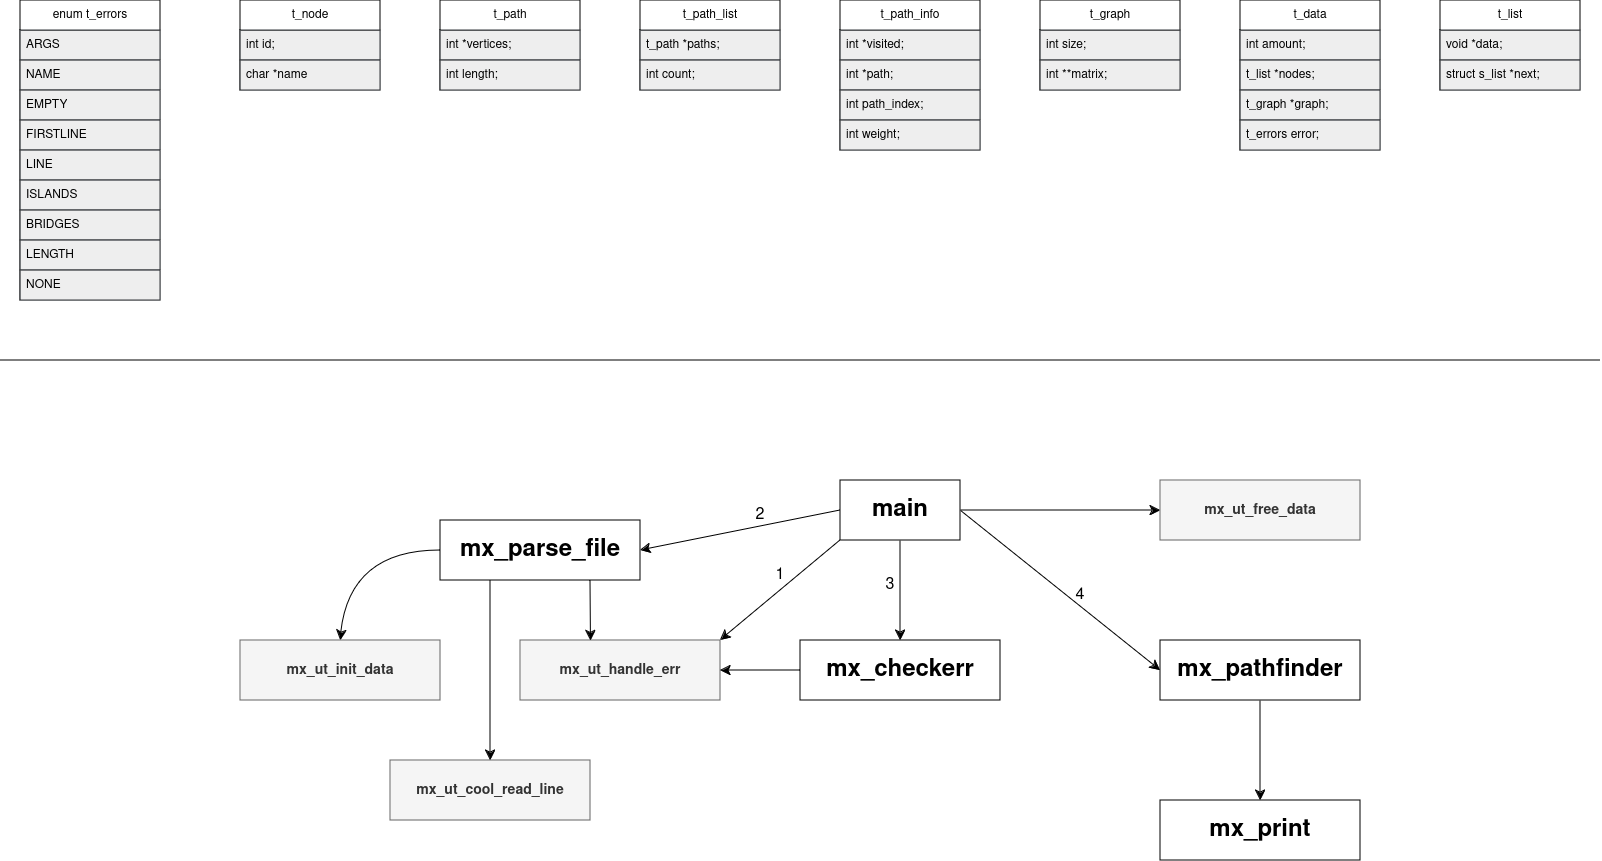 enum t_errors
ARGS
NAME
EMPTY
FIRSTLINE
LINE
ISLANDS
BRIDGES
LENGTH
NONE
t_node
int id;
char *name
t_path
int *vertices;
int length;
t_path_list
t_path *paths;
int count;
t_path_info
int *visited;
int *path;
int path_index;
int weight;
t_graph
int size;
int **matrix;
t_data
int amount;
t_list *nodes;
t_graph *graph;
t_errors error;
t_list
void *data;
struct s_list *next;
main
mx_ut_free_data
2
mx_parse_file
1
3
4
mx_ut_init_data
mx_ut_handle_err
mx_checkerr
mx_pathfinder
mx_ut_cool_read_line
mx_print